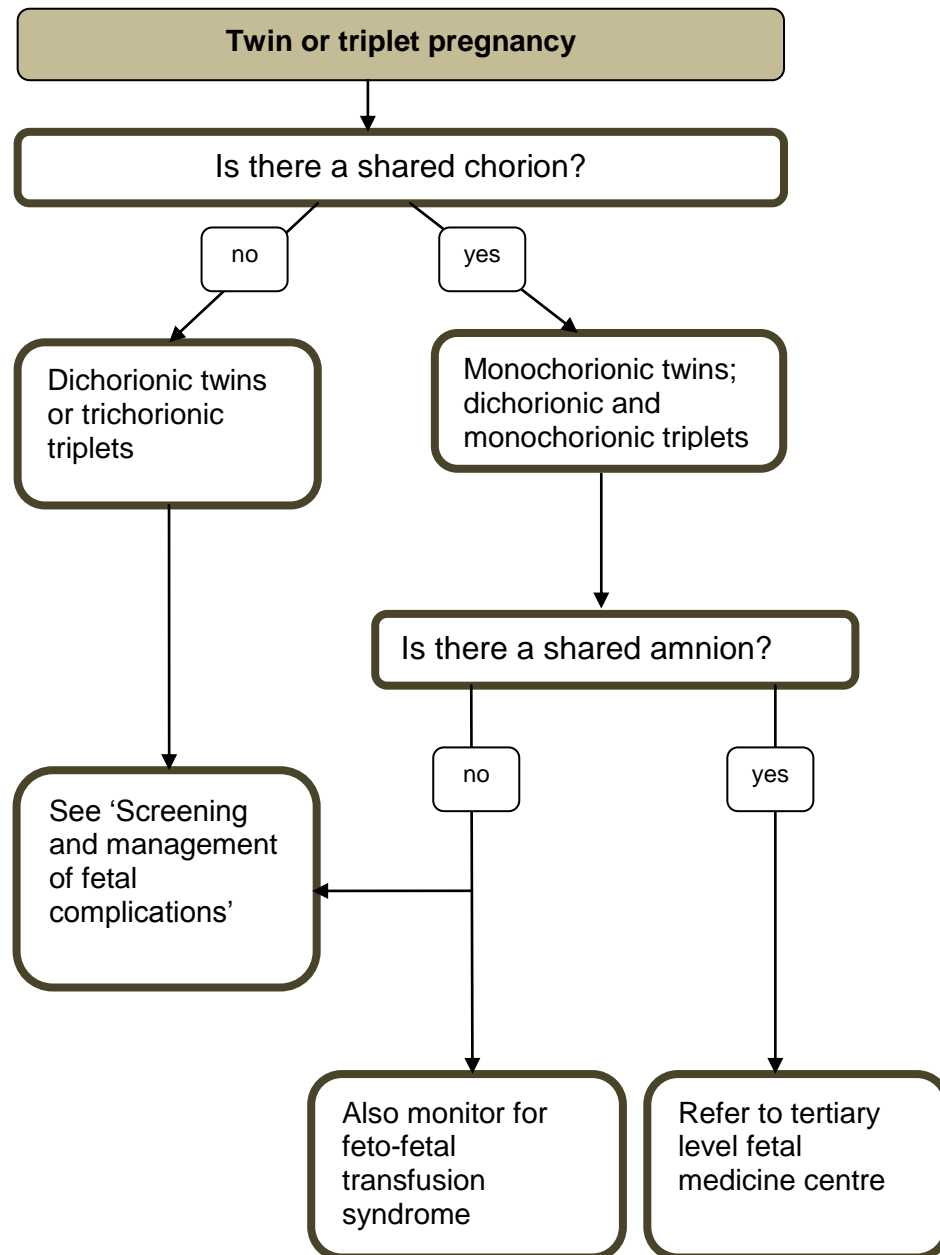 Twin or triplet pregnancy
Is there a shared chorion?
no
yes
Dichorionic twins
or trichorionic
triplets
Monochorionic twins;
dichorionic and
monochorionic triplets
Is there a shared amnion?
no
yes
See ‘Screening
and management
of fetal
complications’
Also monitor for
feto-fetal
transfusion
syndrome
Refer to tertiary
level fetal
medicine centre